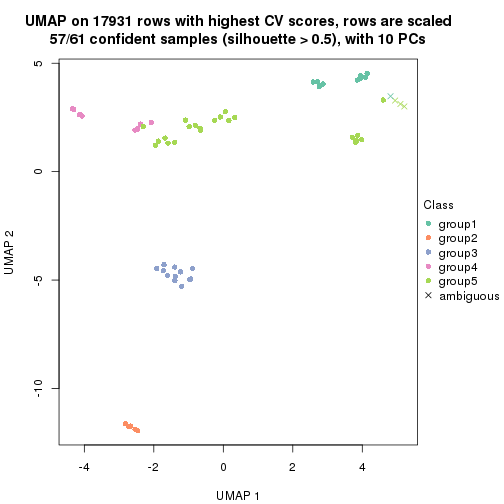 UMAP on 17931 rows with highest CV scores, rows are scaled
57/61 confident samples (silhouette > 0.5), with 10 PCs
5
0
-5
-10
UMAP 2
-4
-2
0
2
4
UMAP 1
Class
group1
group2
group3
group4
group5
ambiguous